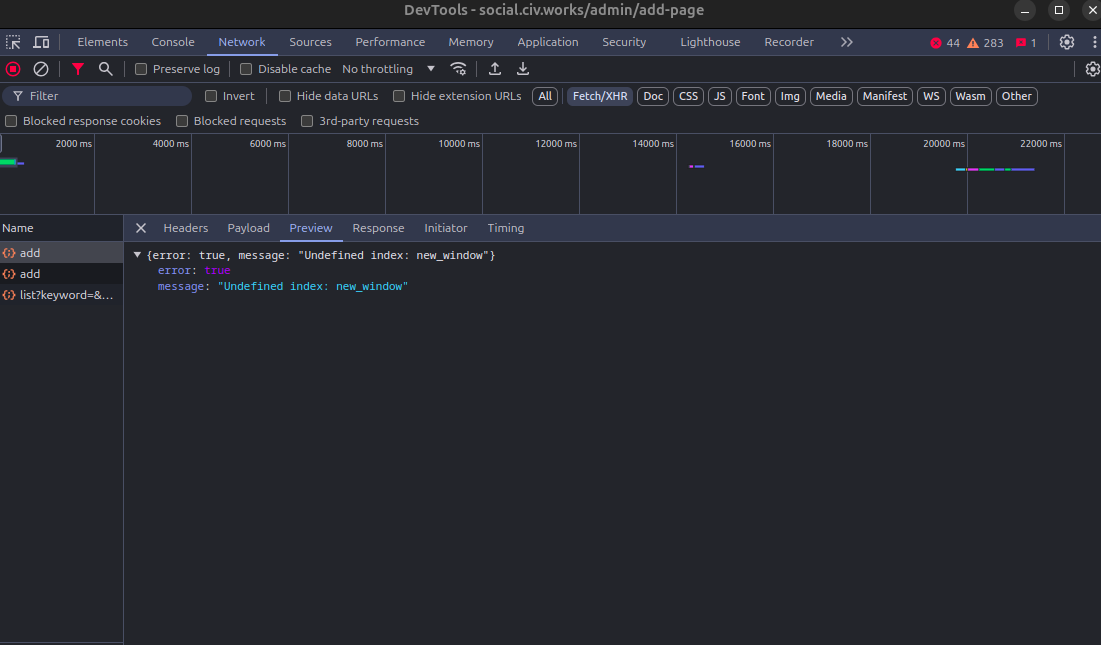 DevTools - social.civ.works/admin/add-page
Elements Console Network Sources Performance Memory Application Security Lighthouse Recorder 44 283 1
Preserve log Disable cache No throttling
Filter Invert Hide data URLs Hide extension URLs All Fetch/XHR Doc CSS JS Font Img Media Manifest WS Wasm Other
Blocked response cookies Blocked requests 3rd-party requests
2000 ms 4000 ms 6000 ms 8000 ms 10000 ms 12000 ms 14000 ms 16000 ms 18000 ms 20000 ms 22000 ms
Name Headers Payload Preview Response Initiator Timing
add
add
list?keyword=&...
{error: true, message: "Undefined index: new_window"}
error: true
message: "Undefined index: new_window"